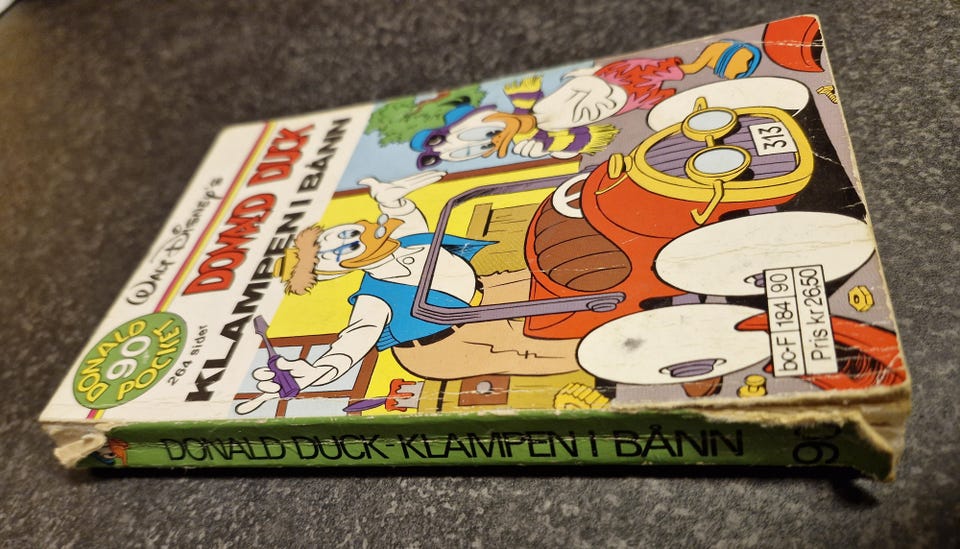 Walt Disney's
DONALD DUCK
KLAMPEN I BÅNN
DONALD
90
POCKET
264 sider
313
bc-F 184 90
Pris kr 26.50
DONALD DUCK - KLAMPEN I BÅNN
90